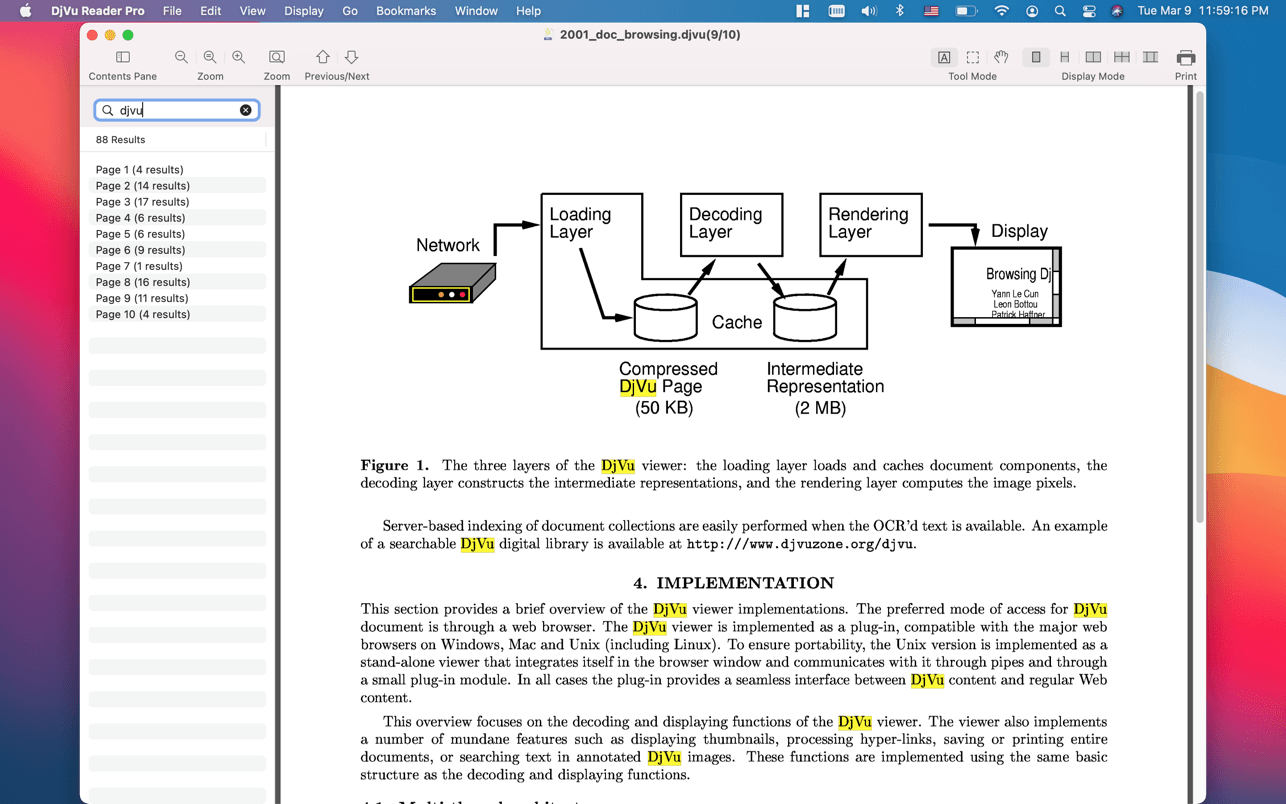 DjVu Reader Pro File Edit View Display Go Bookmarks Window Help Tue Mar 9 11:59:16 PM
2001_doc_browsing.djvu(9/10)
Contents Pane Zoom Zoom Previous/Next A Tool Mode Display Mode Print
djvu
88 Results
Page 1 (4 results)
Page 2 (14 results)
Page 3 (17 results)
Page 4 (6 results)
Page 5 (6 results)
Page 6 (9 results)
Page 7 (1 results)
Page 8 (16 results)
Page 9 (11 results)
Page 10 (4 results)
Network
Loading
Layer
Decoding
Layer
Rendering
Layer
Display
Browsing Dj
Yann Le Cun
Leon Bottou
Patrick Haffner
Cache
Compressed
DjVu Page
(50 KB)
Intermediate
Representation
(2 MB)
Figure 1. The three layers of the DjVu viewer: the loading layer loads and caches document components, the
decoding layer constructs the intermediate representations, and the rendering layer computes the image pixels.
Server-based indexing of document collections are easily performed when the OCR'd text is available. An example
of a searchable DjVu digital library is available at http:///www.djvuzone.org/djvu.
4. IMPLEMENTATION
This section provides a brief overview of the DjVu viewer implementations. The preferred mode of access for DjVu
document is through a web browser. The DjVu viewer is implemented as a plug-in, compatible with the major web
browsers on Windows, Mac and Unix (including Linux). To ensure portability, the Unix version is implemented as a
stand-alone viewer that integrates itself in the browser window and communicates with it through pipes and through
a small plug-in module. In all cases the plug-in provides a seamless interface between DjVu content and regular Web
content.
This overview focuses on the decoding and displaying functions of the DjVu viewer. The viewer also implements
a number of mundane features such as displaying thumbnails, processing hyper-links, saving or printing entire
documents, or searching text in annotated DjVu images. These functions are implemented using the same basic
structure as the decoding and displaying functions.